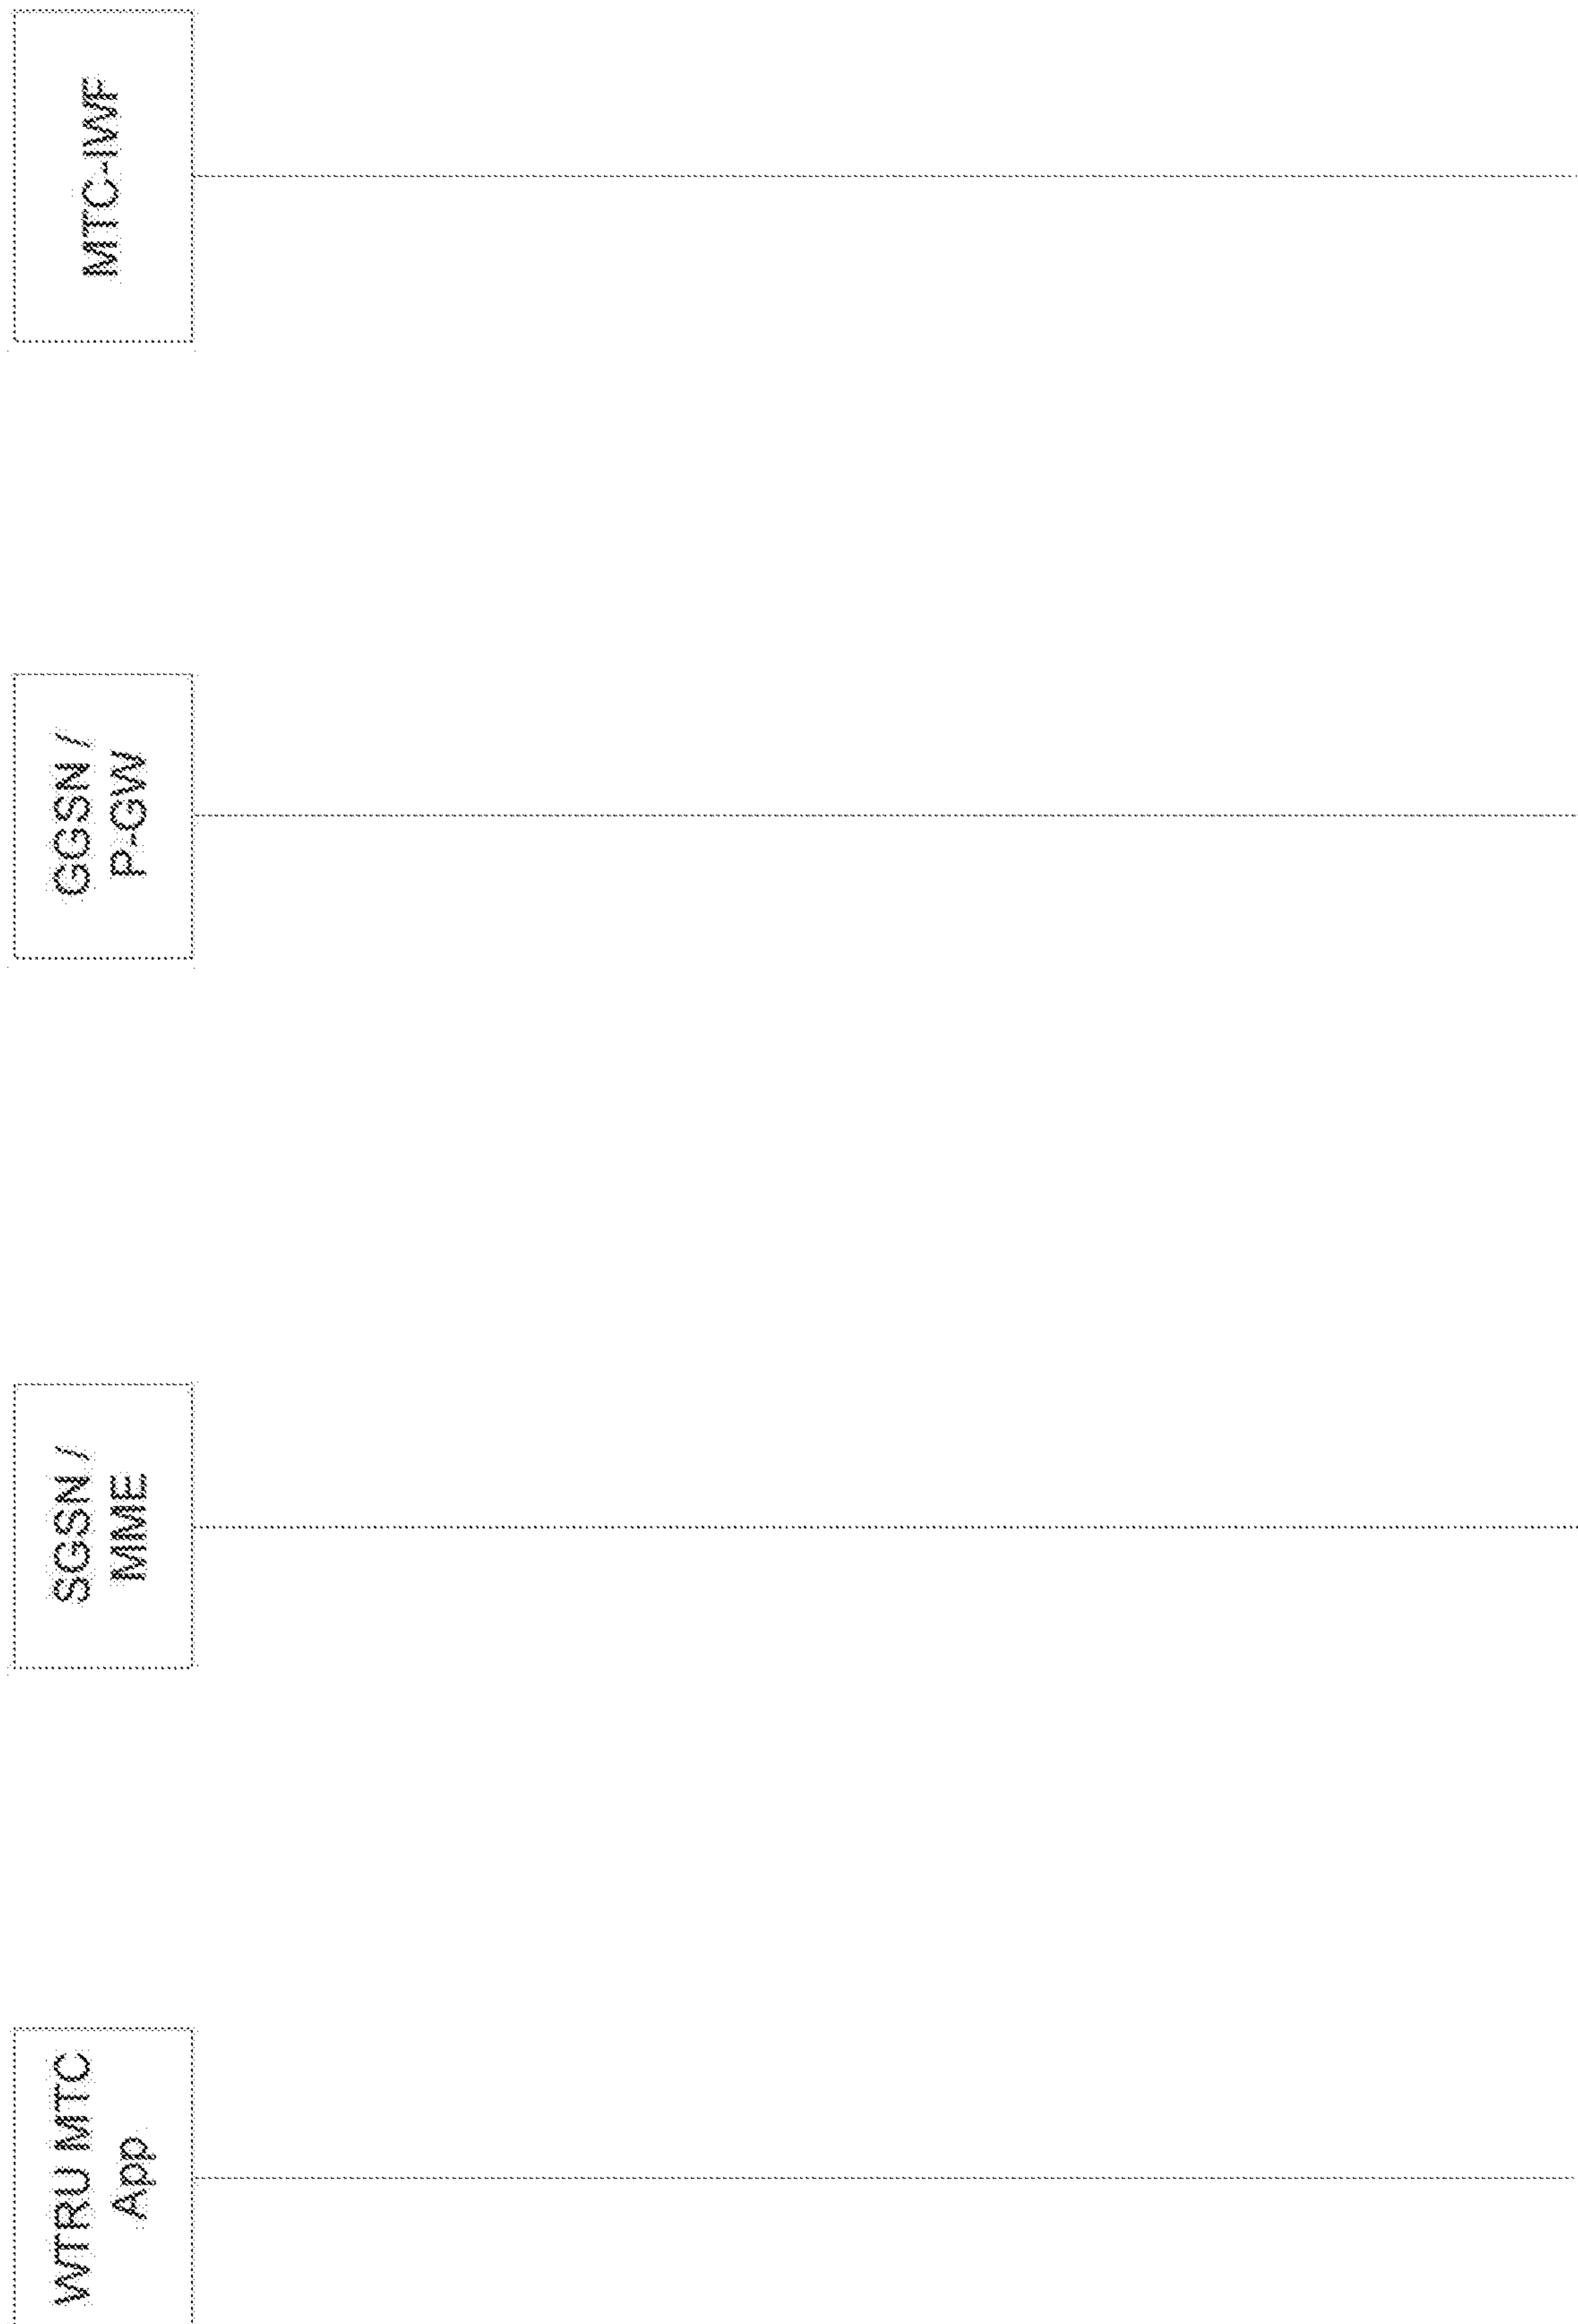 WTRU MTC
App
SGSN /
MME
GGSN /
P-GW
MTC-IWF